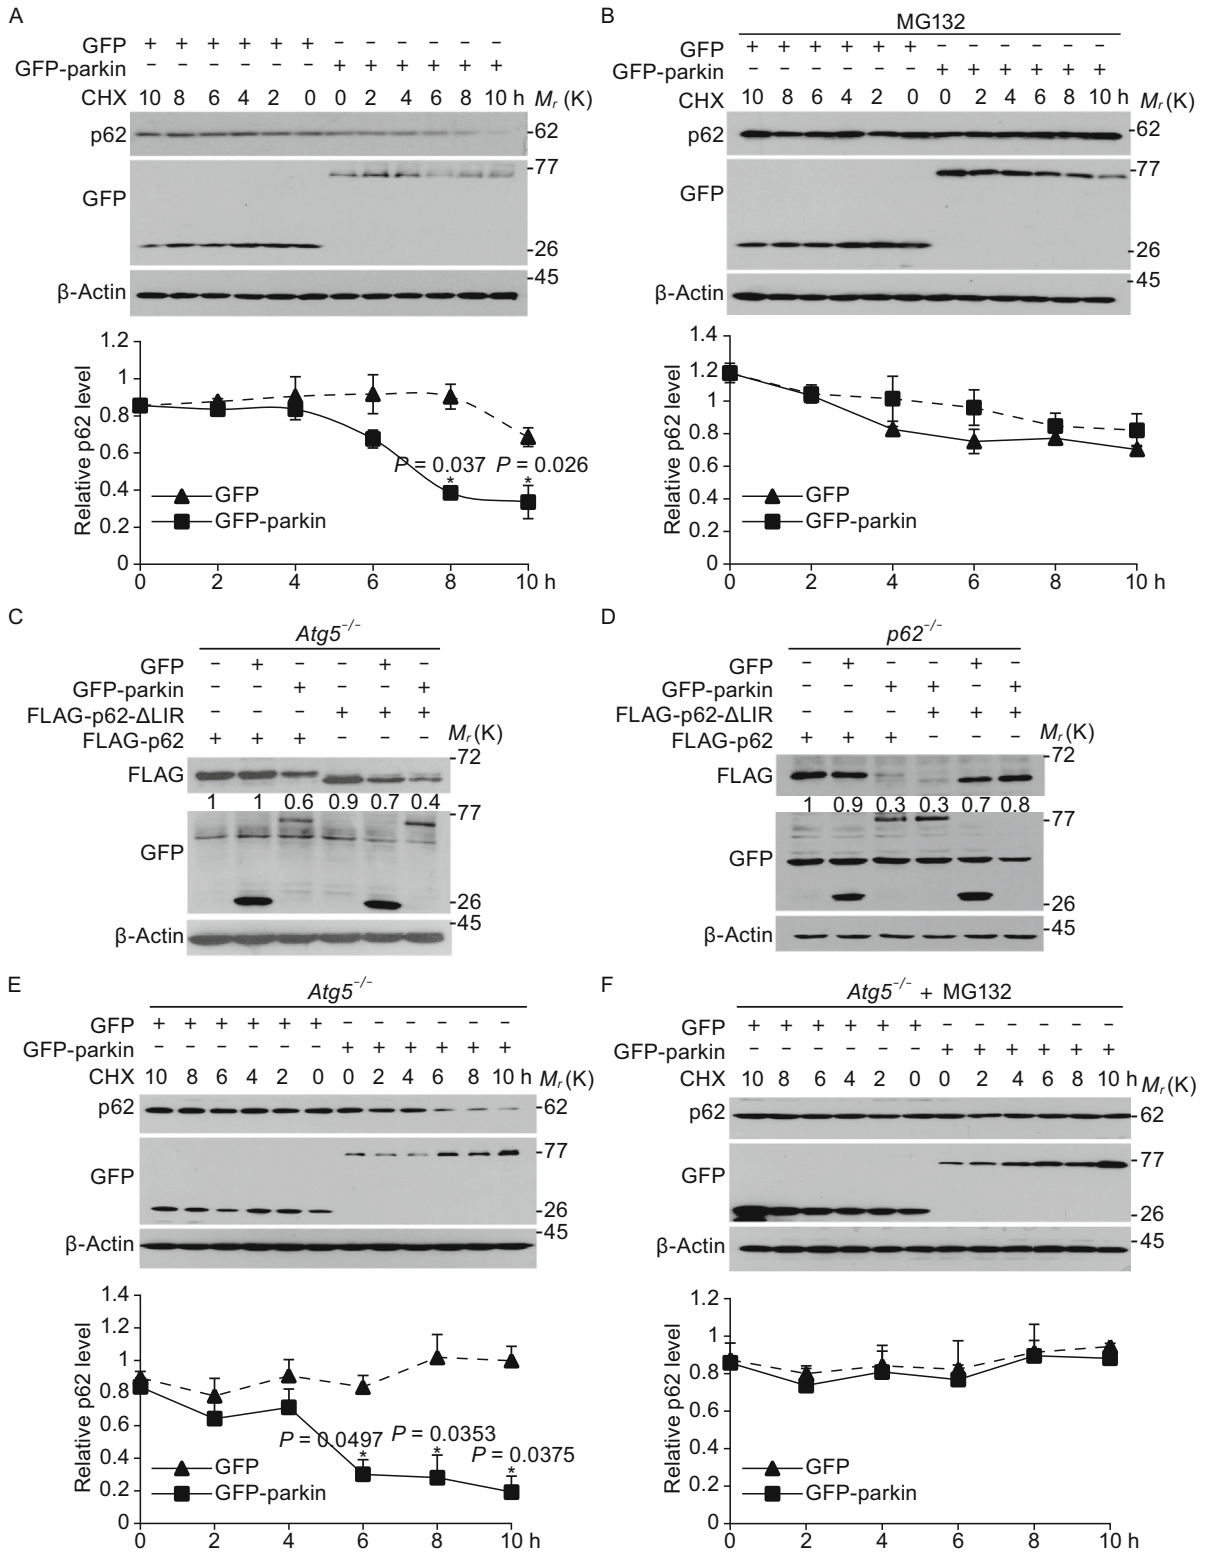 A
GFP + + + + + + – – – – – –
GFP-parkin – – – – – – + + + + + +
CHX 10 8 6 4 2 0 0 2 4 6 8 10 h Mr (K)
p62 -62
-77
GFP
-26
-45
β-Actin
1.2
1
0.8
0.6
0.4
0.2
0
Relative p62 level
P = 0.037 P = 0.026
* *
GFP
GFP-parkin
0 2 4 6 8 10 h
B
MG132
GFP + + + + + + – – – – – –
GFP-parkin – – – – – – + + + + + +
CHX 10 8 6 4 2 0 0 2 4 6 8 10 h Mr (K)
p62 -62
-77
GFP
-26
-45
β-Actin
1.4
1.2
1
0.8
0.6
0.4
0.2
0
Relative p62 level
GFP
GFP-parkin
0 2 4 6 8 10 h
C
Atg5−/−
GFP – + – – + –
GFP-parkin – – + – – +
FLAG-p62-ΔLIR – – – + + +
FLAG-p62 + + + – – –
Mr (K)
-72
FLAG
1 1 0.6 0.9 0.7 0.4
-77
GFP
-26
-45
β-Actin
D
p62−/−
GFP – + – – + –
GFP-parkin – – + + – +
FLAG-p62-ΔLIR – – – + + +
FLAG-p62 + + + – – –
Mr (K)
-72
FLAG
1 0.9 0.3 0.3 0.7 0.8
-77
GFP
-26
-45
β-Actin
E
Atg5−/−
GFP + + + + + + – – – – – –
GFP-parkin – – – – – – + + + + + +
CHX 10 8 6 4 2 0 0 2 4 6 8 10 h Mr (K)
p62 -62
-77
GFP
-26
-45
β-Actin
1.4
1.2
1
0.8
0.6
0.4
0.2
0
Relative p62 level
P = 0.0497 P = 0.0353
P = 0.0375
* * *
GFP
GFP-parkin
0 2 4 6 8 10 h
F
Atg5−/− + MG132
GFP + + + + + + – – – – – –
GFP-parkin – – – – – – + + + + + +
CHX 10 8 6 4 2 0 0 2 4 6 8 10 h Mr (K)
p62 -62
-77
GFP
-26
-45
β-Actin
1.2
1
0.8
0.6
0.4
0.2
0
Relative p62 level
GFP
GFP-parkin
0 2 4 6 8 10 h